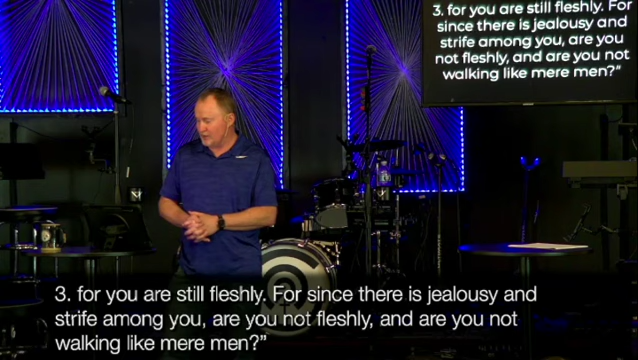 3. for you are still fleshly. For
since there is jealousy and
strife among you, are you
not fleshly, and are you not
walking like mere men?”
3. for you are still fleshly. For since there is jealousy and
strife among you, are you not fleshly, and are you not
walking like mere men?”